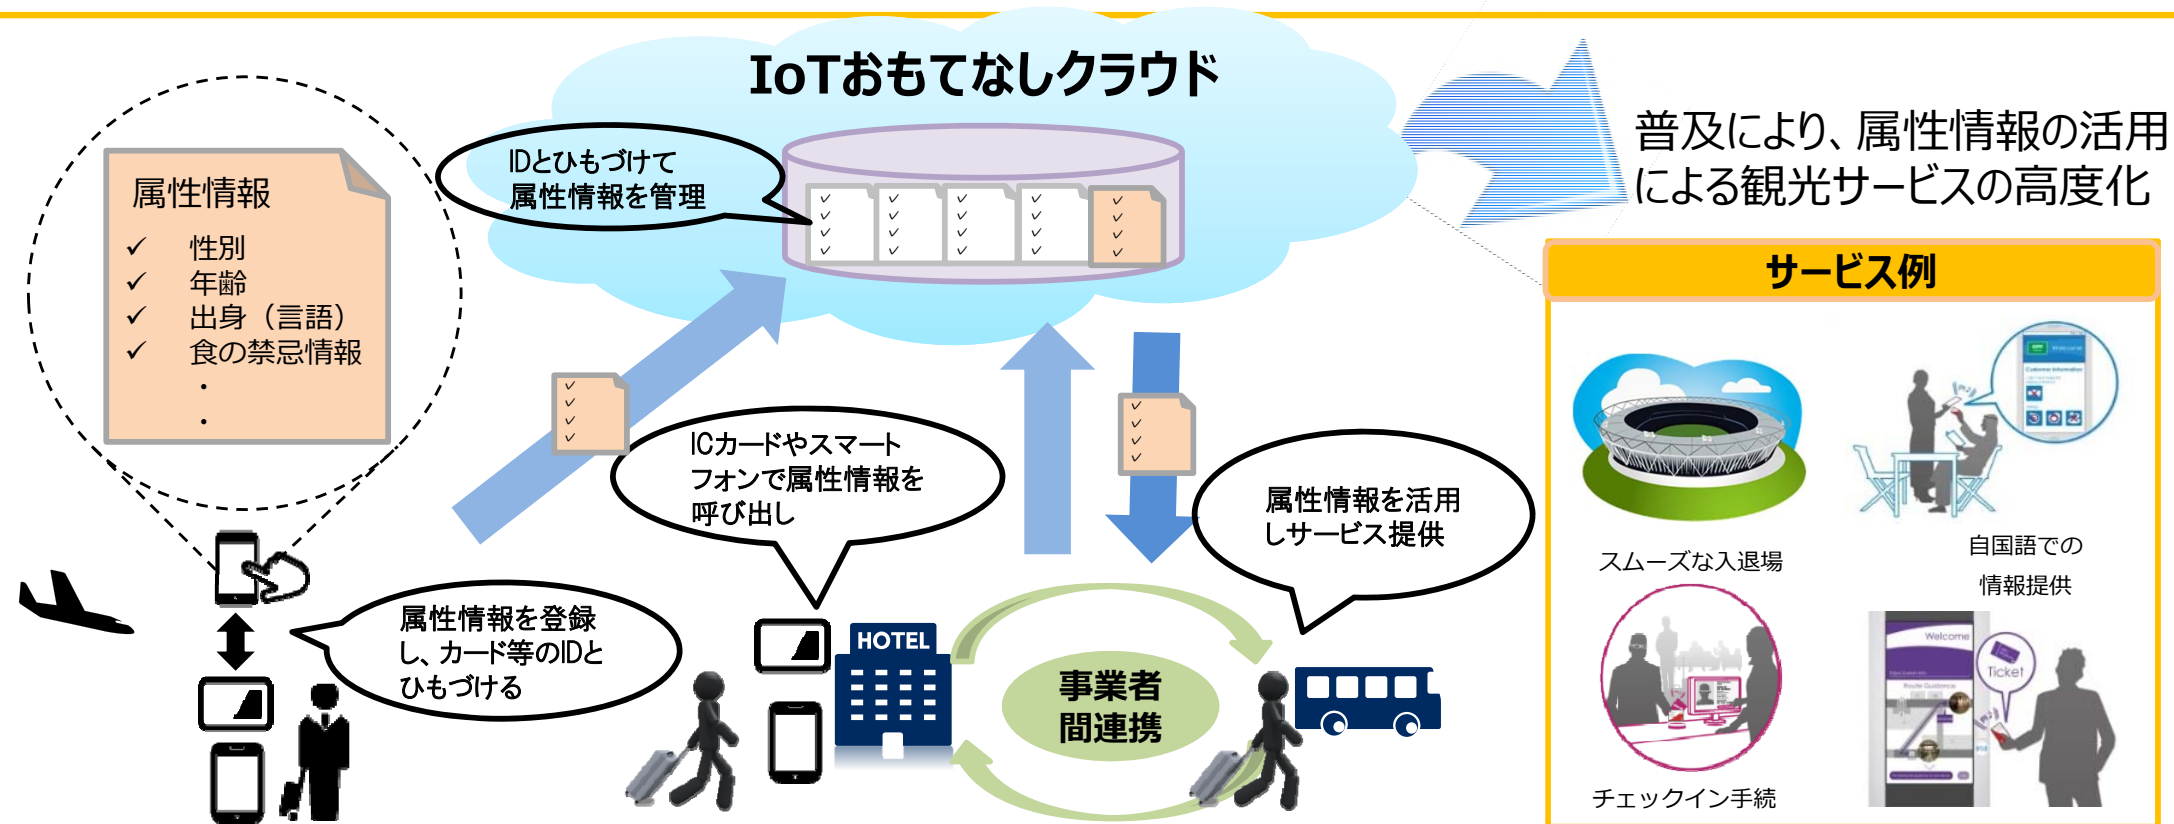 IoTおもてなしクラウド
IDとひもづけて
属性情報を管理
属性情報
✓ 性別
✓ 年齢
✓ 出身（言語）
✓ 食の禁忌情報
・
・
普及により、属性情報の活用
による観光サービスの高度化
ICカードやスマート
フォンで属性情報を
呼び出し
属性情報を活用
しサービス提供
属性情報を登録
し、カード等のIDと
ひもづける
HOTEL
事業者
間連携
サービス例
スムーズな入退場
Welcome
Customer Information
自国語での
情報提供
チェックイン手続
Welcome
Route Guidance
Ticket